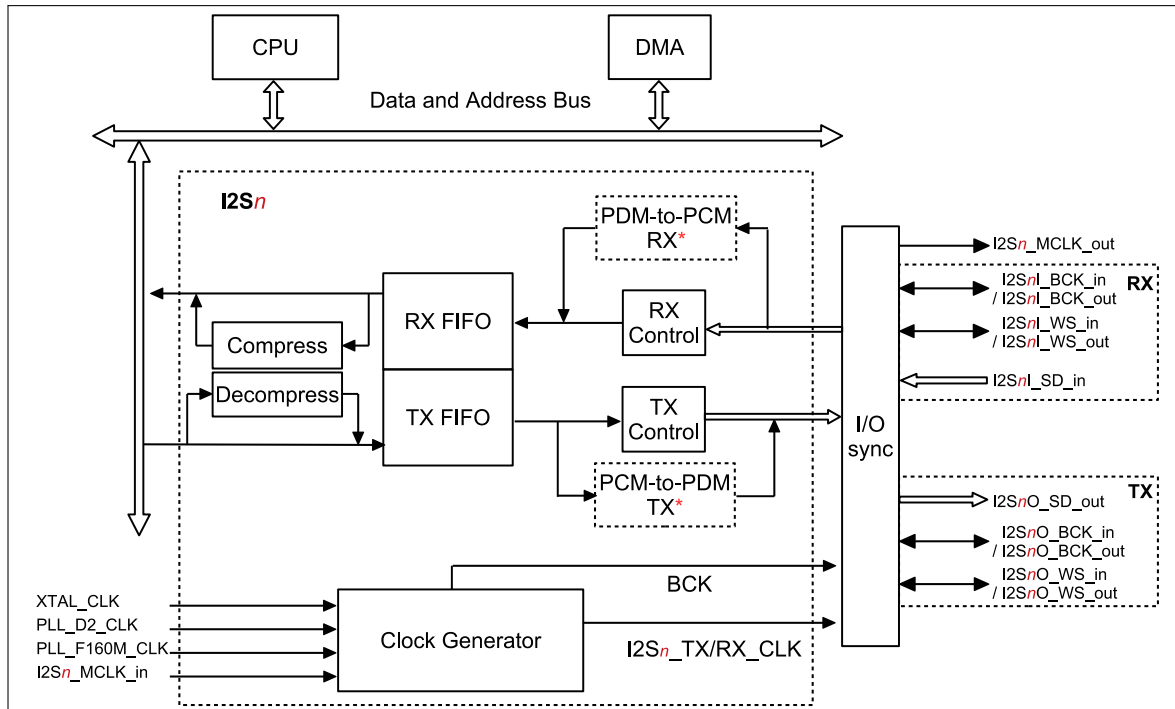 CPU
DMA
Data and Address Bus
I2Sn
PDM-to-PCM
RX*
RX FIFO
RX
Control
Compress
Decompress
TX FIFO
TX
Control
PCM-to-PDM
TX*
I/O
sync
I2Sn_MCLK_out
RX
I2SnI_BCK_in
/ I2SnI_BCK_out
I2SnI_WS_in
/ I2SnI_WS_out
I2SnI_SD_in
TX
I2SnO_SD_out
I2SnO_BCK_in
/ I2SnO_BCK_out
I2SnO_WS_in
/ I2SnO_WS_out
BCK
XTAL_CLK
PLL_D2_CLK
PLL_F160M_CLK
I2Sn_MCLK_in
Clock Generator
I2Sn_TX/RX_CLK